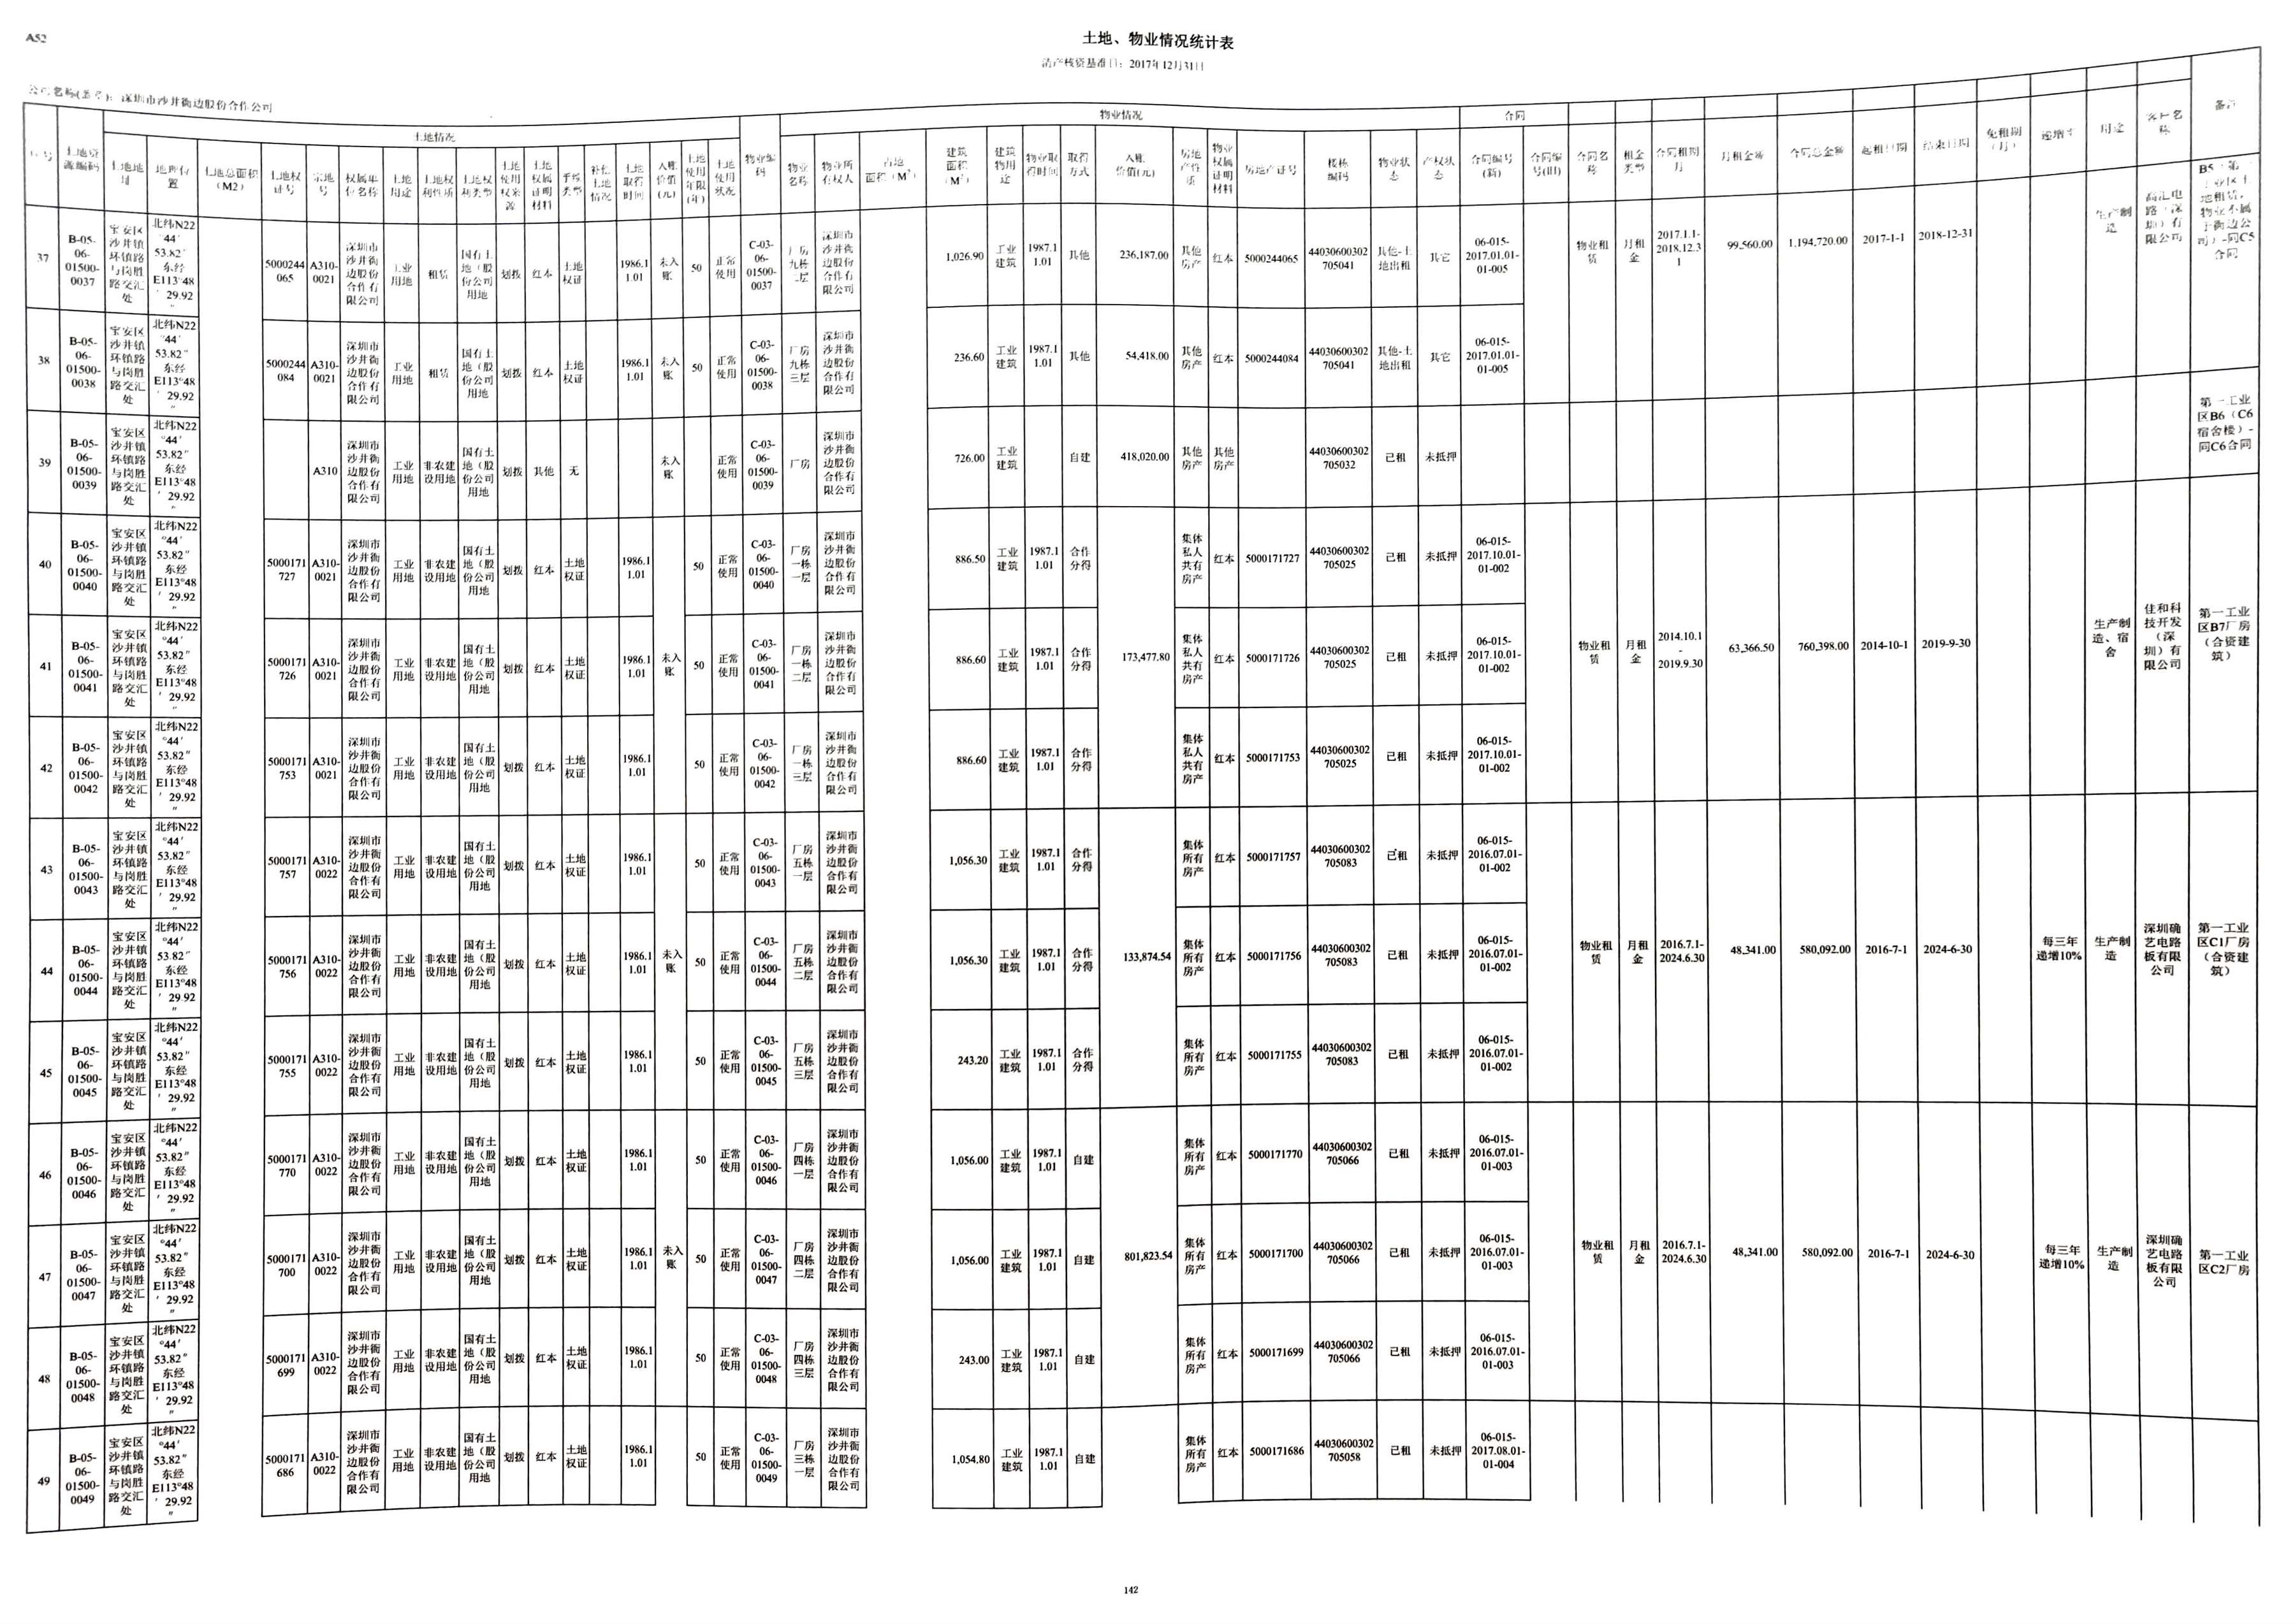 A52
土地、物业情况统计表
清产核资基准日：2017年12月31日
公司名称(盖章)：深圳市沙井衙边股份合作公司
土地情况 物业情况 合同
序号 土地资源编码 土地地址 地理位置 土地总面积（M2） 土地权证号 宗地号 权属单位名称 土地用途 土地权利性质 土地权利类型 土地使用权来源 土地权属证明材料 手续类型 补偿土地情况 土地取得时间 入账价值(元) 土地使用年限(年) 土地使用状况 物业编码 物业名称 物业所有权人 占地面积（M²） 建筑面积（M²） 建筑物用途 物业取得时间 取得方式 入账价值(元) 房地产性质 物业权属证明材料 房地产证号 楼栋编码 物业状态 产权状态 合同编号(新) 合同编号(旧) 合同名称 租金类型 合同租期月 月租金额 合同总金额 起租日期 结束日期 免租期（月） 递增率 用途 客户名称 备注
37 B-05-06-01500-0037 宝安区沙井镇环镇路与岗胜路交汇处 北纬N22°44′53.82″东经E113°48′29.92″ 5000244065 A310-0021 深圳市沙井衙边股份合作有限公司 工业用地 租赁 国有土地（股份公司用地 划拨 红本 土地权证 1986.11.01 未入账 50 正常使用 C-03-06-01500-0037 厂房九栋二层 深圳市沙井衙边股份合作有限公司 1,026.90 工业建筑 1987.11.01 其他 236,187.00 其他房产 红本 5000244065 44030600302705041 其他-土地出租 其它 06-015-2017.01.01-01-005 物业租赁 月租金 2017.1.1-2018.12.31 99,560.00 1,194,720.00 2017-1-1 2018-12-31 生产制造 高汇电路（深圳）有限公司 B5 第一工业区土地租赁，物业不属于衙边公司）-同C5合同
38 B-05-06-01500-0038 宝安区沙井镇环镇路与岗胜路交汇处 北纬N22°44′53.82″东经E113°48′29.92″ 5000244084 A310-0021 深圳市沙井衙边股份合作有限公司 工业用地 租赁 国有土地（股份公司用地 划拨 红本 土地权证 1986.11.01 未入账 50 正常使用 C-03-06-01500-0038 厂房九栋三层 深圳市沙井衙边股份合作有限公司 236.60 工业建筑 1987.11.01 其他 54,418.00 其他房产 红本 5000244084 44030600302705041 其他-土地出租 其它 06-015-2017.01.01-01-005
39 B-05-06-01500-0039 宝安区沙井镇环镇路与岗胜路交汇处 北纬N22°44′53.82″东经E113°48′29.92″ A310 深圳市沙井衙边股份合作有限公司 工业用地 非农建设用地 国有土地（股份公司用地 划拨 其他 无 未入账 正常使用 C-03-06-01500-0039 厂房 深圳市沙井衙边股份合作有限公司 726.00 工业建筑 自建 418,020.00 其他房产 其他房产 44030600302705032 已租 未抵押 第一工业区B6（C6宿舍楼）-同C6合同
40 B-05-06-01500-0040 宝安区沙井镇环镇路与岗胜路交汇处 北纬N22°44′53.82″东经E113°48′29.92″ 5000171727 A310-0021 深圳市沙井衙边股份合作有限公司 工业用地 非农建设用地 国有土地（股份公司用地 划拨 红本 土地权证 1986.11.01 50 正常使用 C-03-06-01500-0040 厂房一栋一层 深圳市沙井衙边股份合作有限公司 886.50 工业建筑 1987.11.01 合作分得 集体私人共有房产 红本 5000171727 44030600302705025 已租 未抵押 06-015-2017.10.01-01-002
41 B-05-06-01500-0041 宝安区沙井镇环镇路与岗胜路交汇处 北纬N22°44′53.82″东经E113°48′29.92″ 5000171726 A310-0021 深圳市沙井衙边股份合作有限公司 工业用地 非农建设用地 国有土地（股份公司用地 划拨 红本 土地权证 1986.11.01 未入账 50 正常使用 C-03-06-01500-0041 厂房一栋二层 深圳市沙井衙边股份合作有限公司 886.60 工业建筑 1987.11.01 合作分得 173,477.80 集体私人共有房产 红本 5000171726 44030600302705025 已租 未抵押 06-015-2017.10.01-01-002 物业租赁 月租金 2014.10.1-2019.9.30 63,366.50 760,398.00 2014-10-1 2019-9-30 生产制造、宿舍 佳和科技开发（深圳）有限公司 第一工业区B7厂房（合资建筑）
42 B-05-06-01500-0042 宝安区沙井镇环镇路与岗胜路交汇处 北纬N22°44′53.82″东经E113°48′29.92″ 5000171753 A310-0021 深圳市沙井衙边股份合作有限公司 工业用地 非农建设用地 国有土地（股份公司用地 划拨 红本 土地权证 1986.11.01 50 正常使用 C-03-06-01500-0042 厂房一栋三层 深圳市沙井衙边股份合作有限公司 886.60 工业建筑 1987.11.01 合作分得 集体私人共有房产 红本 5000171753 44030600302705025 已租 未抵押 06-015-2017.10.01-01-002
43 B-05-06-01500-0043 宝安区沙井镇环镇路与岗胜路交汇处 北纬N22°44′53.82″东经E113°48′29.92″ 5000171757 A310-0022 深圳市沙井衙边股份合作有限公司 工业用地 非农建设用地 国有土地（股份公司用地 划拨 红本 土地权证 1986.11.01 50 正常使用 C-03-06-01500-0043 厂房五栋一层 深圳市沙井衙边股份合作有限公司 1,056.30 工业建筑 1987.11.01 合作分得 集体所有房产 红本 5000171757 44030600302705083 已租 未抵押 06-015-2016.07.01-01-002
44 B-05-06-01500-0044 宝安区沙井镇环镇路与岗胜路交汇处 北纬N22°44′53.82″东经E113°48′29.92″ 5000171756 A310-0022 深圳市沙井衙边股份合作有限公司 工业用地 非农建设用地 国有土地（股份公司用地 划拨 红本 土地权证 1986.11.01 未入账 50 正常使用 C-03-06-01500-0044 厂房五栋二层 深圳市沙井衙边股份合作有限公司 1,056.30 工业建筑 1987.11.01 合作分得 133,874.54 集体所有房产 红本 5000171756 44030600302705083 已租 未抵押 06-015-2016.07.01-01-002 物业租赁 月租金 2016.7.1-2024.6.30 48,341.00 580,092.00 2016-7-1 2024-6-30 每三年递增10% 生产制造 深圳确艺电路板有限公司 第一工业区C1厂房（合资建筑）
45 B-05-06-01500-0045 宝安区沙井镇环镇路与岗胜路交汇处 北纬N22°44′53.82″东经E113°48′29.92″ 5000171755 A310-0022 深圳市沙井衙边股份合作有限公司 工业用地 非农建设用地 国有土地（股份公司用地 划拨 红本 土地权证 1986.11.01 50 正常使用 C-03-06-01500-0045 厂房五栋三层 深圳市沙井衙边股份合作有限公司 243.20 工业建筑 1987.11.01 合作分得 集体所有房产 红本 5000171755 44030600302705083 已租 未抵押 06-015-2016.07.01-01-002
46 B-05-06-01500-0046 宝安区沙井镇环镇路与岗胜路交汇处 北纬N22°44′53.82″东经E113°48′29.92″ 5000171770 A310-0022 深圳市沙井衙边股份合作有限公司 工业用地 非农建设用地 国有土地（股份公司用地 划拨 红本 土地权证 1986.11.01 50 正常使用 C-03-06-01500-0046 厂房四栋一层 深圳市沙井衙边股份合作有限公司 1,056.00 工业建筑 1987.11.01 自建 集体所有房产 红本 5000171770 44030600302705066 已租 未抵押 06-015-2016.07.01-01-003
47 B-05-06-01500-0047 宝安区沙井镇环镇路与岗胜路交汇处 北纬N22°44′53.82″东经E113°48′29.92″ 5000171700 A310-0022 深圳市沙井衙边股份合作有限公司 工业用地 非农建设用地 国有土地（股份公司用地 划拨 红本 土地权证 1986.11.01 未入账 50 正常使用 C-03-06-01500-0047 厂房四栋二层 深圳市沙井衙边股份合作有限公司 1,056.00 工业建筑 1987.11.01 自建 801,823.54 集体所有房产 红本 5000171700 44030600302705066 已租 未抵押 06-015-2016.07.01-01-003 物业租赁 月租金 2016.7.1-2024.6.30 48,341.00 580,092.00 2016-7-1 2024-6-30 每三年递增10% 生产制造 深圳确艺电路板有限公司 第一工业区C2厂房
48 B-05-06-01500-0048 宝安区沙井镇环镇路与岗胜路交汇处 北纬N22°44′53.82″东经E113°48′29.92″ 5000171699 A310-0022 深圳市沙井衙边股份合作有限公司 工业用地 非农建设用地 国有土地（股份公司用地 划拨 红本 土地权证 1986.11.01 50 正常使用 C-03-06-01500-0048 厂房四栋三层 深圳市沙井衙边股份合作有限公司 243.00 工业建筑 1987.11.01 自建 集体所有房产 红本 5000171699 44030600302705066 已租 未抵押 06-015-2016.07.01-01-003
49 B-05-06-01500-0049 宝安区沙井镇环镇路与岗胜路交汇处 北纬N22°44′53.82″东经E113°48′29.92″ 5000171686 A310-0022 深圳市沙井衙边股份合作有限公司 工业用地 非农建设用地 国有土地（股份公司用地 划拨 红本 土地权证 1986.11.01 50 正常使用 C-03-06-01500-0049 厂房三栋一层 深圳市沙井衙边股份合作有限公司 1,054.80 工业建筑 1987.11.01 自建 集体所有房产 红本 5000171686 44030600302705058 已租 未抵押 06-015-2017.08.01-01-004
142